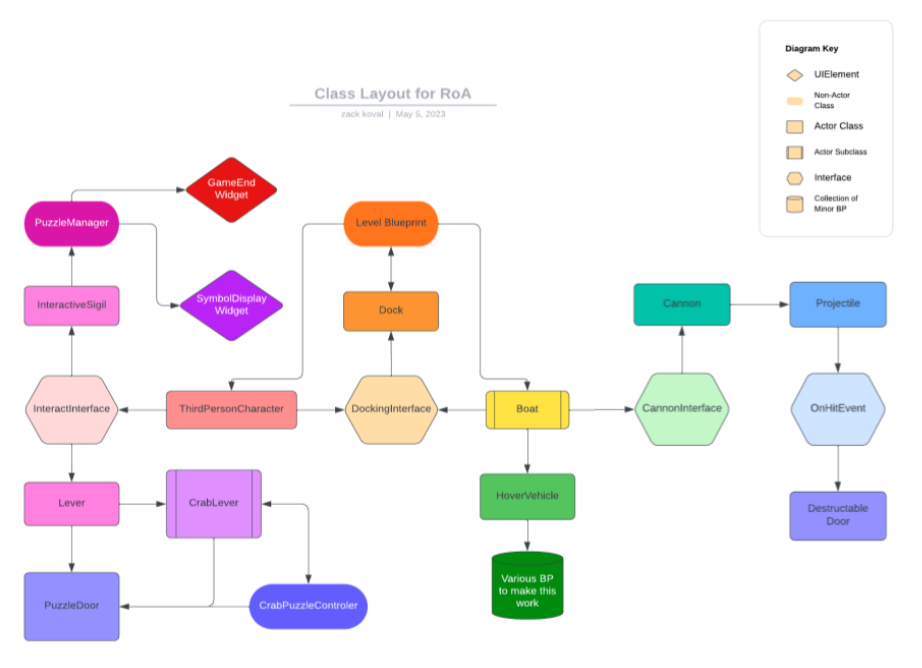 Diagram Key
UIElement
Non-Actor
Class
Actor Class
Actor Subclass
Interface
Collection of
Minor BP
Class Layout for RoA
zack koval | May 5, 2023
GameEnd
Widget
PuzzleManager
Level Blueprint
InteractiveSigil
SymbolDisplay
Widget
Dock
Cannon
Projectile
InteractInterface
ThirdPersonCharacter
DockingInterface
Boat
CannonInterface
OnHitEvent
Lever
CrabLever
HoverVehicle
Destructable
Door
Various BP
to make this
work
PuzzleDoor
CrabPuzzleControler